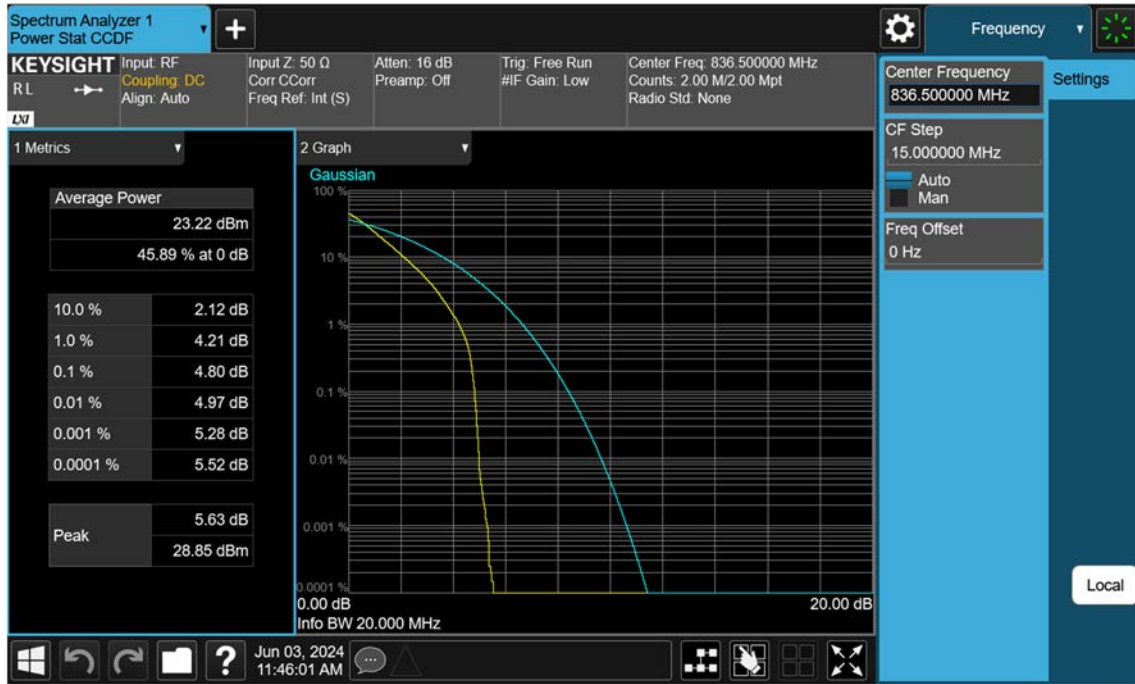 Spectrum Analyzer 1
Power Stat CCDF
Frequency
KEYSIGHT
R L
LXI
Input: RF
Coupling: DC
Align: Auto
Input Z: 50 Ω
Corr CCorr
Freq Ref: Int (S)
Atten: 16 dB
Preamp: Off
Trig: Free Run
#IF Gain: Low
Center Freq: 836.500000 MHz
Counts: 2.00 M/2.00 Mpt
Radio Std: None
Center Frequency
836.500000 MHz
Settings
CF Step
15.000000 MHz
Auto
Man
Freq Offset
0 Hz
Local
1 Metrics
Average Power
23.22 dBm
45.89 % at 0 dB
10.0 % 2.12 dB
1.0 % 4.21 dB
0.1 % 4.80 dB
0.01 % 4.97 dB
0.001 % 5.28 dB
0.0001 % 5.52 dB
Peak
5.63 dB
28.85 dBm
2 Graph
Gaussian
100 %
10 %
1 %
0.1 %
0.01 %
0.001 %
0.0001 %
0.00 dB 20.00 dB
Info BW 20.000 MHz
?
Jun 03, 2024
11:46:01 AM